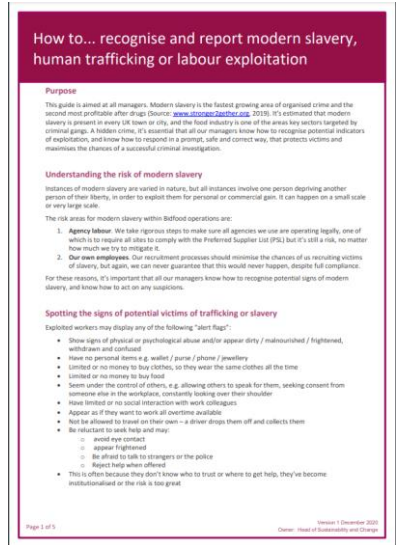 How to... recognise and report modern slavery,
human trafficking or labour exploitation
Purpose
This guide is aimed at all managers. Modern slavery is the fastest growing area of organised crime and the
second most profitable after drugs (Source: www.stronger2gether.org, 2019). It's estimated that modern
slavery is present in every UK town or city, and the food industry is one of the areas key sectors targeted by
criminal gangs. A hidden crime, it's essential that all our managers know how to recognise potential indicators
of exploitation, and know how to respond in a prompt, safe and correct way, that protects victims and
maximises the chances of a successful criminal investigation.
Understanding the risk of modern slavery
Instances of modern slavery are varied in nature, but all instances involve one person depriving another
person of their liberty, in order to exploit them for personal or commercial gain. It can happen on a small scale
or very large scale.
The risk areas for modern slavery within Bidfood operations are:
1. Agency labour. We take rigorous steps to make sure all agencies we use are operating legally, one of
which is to require all sites to comply with the Preferred Supplier List (PSL) but it's still a risk, no matter
how much we try to mitigate it.
2. Our own employees. Our recruitment processes should minimise the chances of us recruiting victims
of slavery, but again, we can never guarantee that this would never happen, despite full compliance.
For these reasons, it's important that all our managers know how to recognise potential signs of modern
slavery, and know how to act on any suspicions.
Spotting the signs of potential victims of trafficking or slavery
Exploited workers may display any of the following "alert flags":
• Show signs of physical or psychological abuse and/or appear dirty / malnourished / frightened,
withdrawn and confused
• Have no personal items e.g. wallet / purse / phone / jewellery
• Limited or no money to buy clothes, so they wear the same clothes all the time
• Limited or no money to buy food
• Seem under the control of others, e.g. allowing others to speak for them, seeking consent from
someone else in the workplace, constantly looking over their shoulder
• Have limited or no social interaction with work colleagues
• Appear as if they want to work all overtime available
• Not be allowed to travel on their own – a driver drops them off and collects them
• Be reluctant to seek help and may:
o avoid eye contact
o appear frightened
o Be afraid to talk to strangers or the police
o Reject help when offered
• This is often because they don't know who to trust or where to get help, they've become
institutionalised or the risk is too great
Page 1 of 5
Version 1 December 2020
Owner: Head of Sustainability and Change